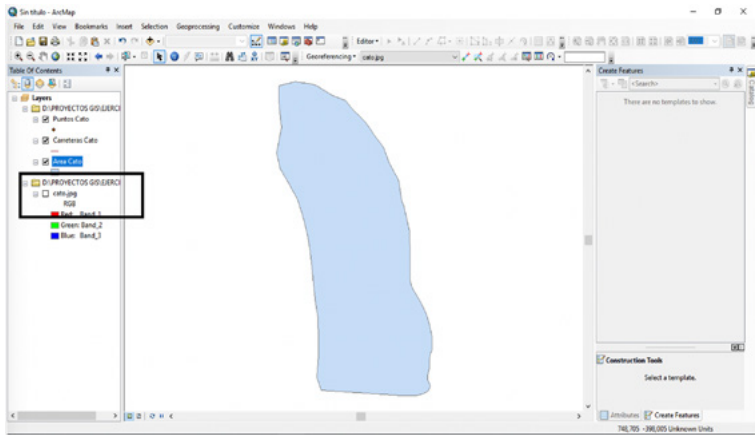 Sin título - ArcMap
File Edit View Bookmarks Insert Selection Geoprocessing Customize Windows Help
Editor
Georeferencing cato.jpg
Table Of Contents
Create Features
Catalog
<Search>
There are no templates to show.
Layers
D:\PROYECTOS GIS\EJERCI
Puntos Cato
Carreteras Cato
Area Cato
D:\PROYECTOS GIS\EJERCI
cato.jpg
RGB
Red: Band_1
Green: Band_2
Blue: Band_3
Construction Tools
Select a template.
Attributes Create Features
748,705 -398,005 Unknown Units